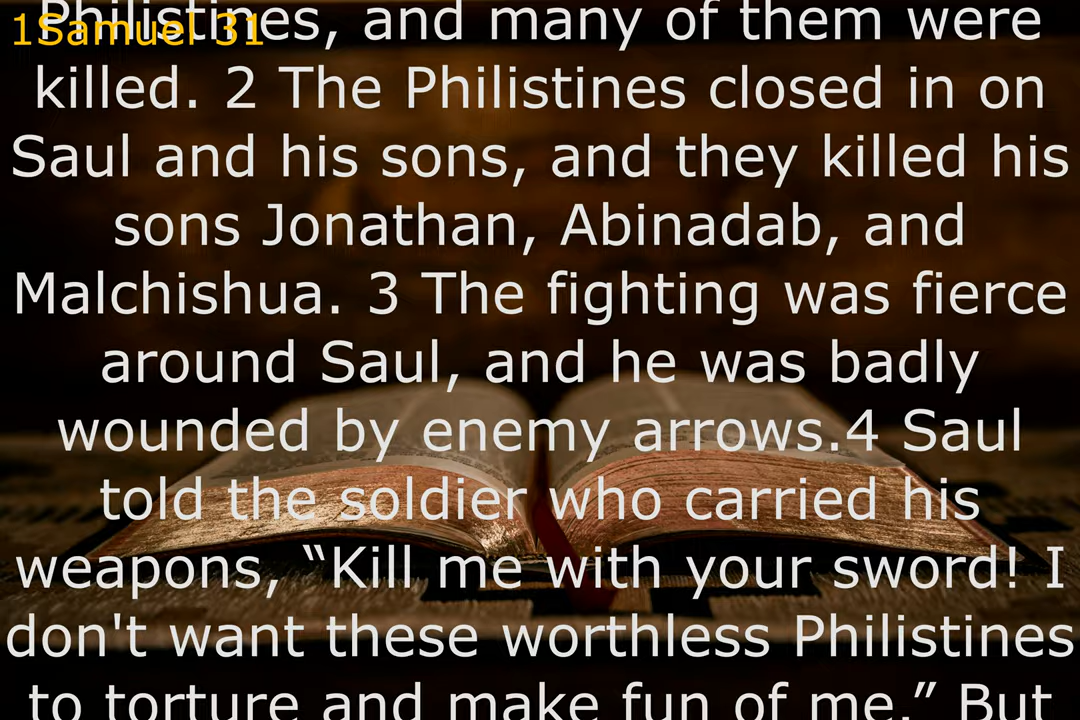 1Samuel 31
Philistines, and many of them were
killed. 2 The Philistines closed in on
Saul and his sons, and they killed his
sons Jonathan, Abinadab, and
Malchishua. 3 The fighting was fierce
around Saul, and he was badly
wounded by enemy arrows.4 Saul
told the soldier who carried his
weapons, “Kill me with your sword! I
don't want these worthless Philistines
to torture and make fun of me.” But